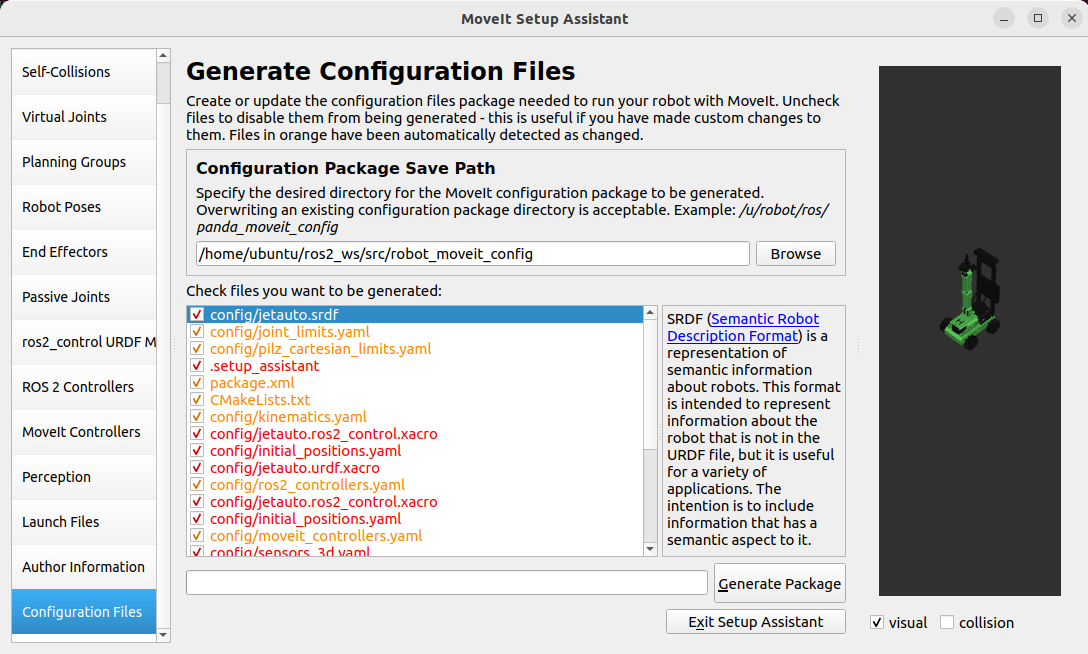 MoveIt Setup Assistant
Self-Collisions
Virtual Joints
Planning Groups
Robot Poses
End Effectors
Passive Joints
ros2_control URDF M
ROS 2 Controllers
MoveIt Controllers
Perception
Launch Files
Author Information
Configuration Files
Generate Configuration Files
Create or update the configuration files package needed to run your robot with MoveIt. Uncheck
files to disable them from being generated - this is useful if you have made custom changes to
them. Files in orange have been automatically detected as changed.
Configuration Package Save Path
Specify the desired directory for the MoveIt configuration package to be generated.
Overwriting an existing configuration package directory is acceptable. Example: /u/robot/ros/
panda_moveit_config
/home/ubuntu/ros2_ws/src/robot_moveit_config
Browse
Check files you want to be generated:
config/jetauto.srdf
config/joint_limits.yaml
config/pilz_cartesian_limits.yaml
.setup_assistant
package.xml
CMakeLists.txt
config/kinematics.yaml
config/jetauto.ros2_control.xacro
config/initial_positions.yaml
config/jetauto.urdf.xacro
config/ros2_controllers.yaml
config/jetauto.ros2_control.xacro
config/initial_positions.yaml
config/moveit_controllers.yaml
config/sensors_3d.yaml
SRDF (Semantic Robot
Description Format) is a
representation of
semantic information
about robots. This format
is intended to represent
information about the
robot that is not in the
URDF file, but it is useful
for a variety of
applications. The
intention is to include
information that has a
semantic aspect to it.
Generate Package
Exit Setup Assistant
visual
collision